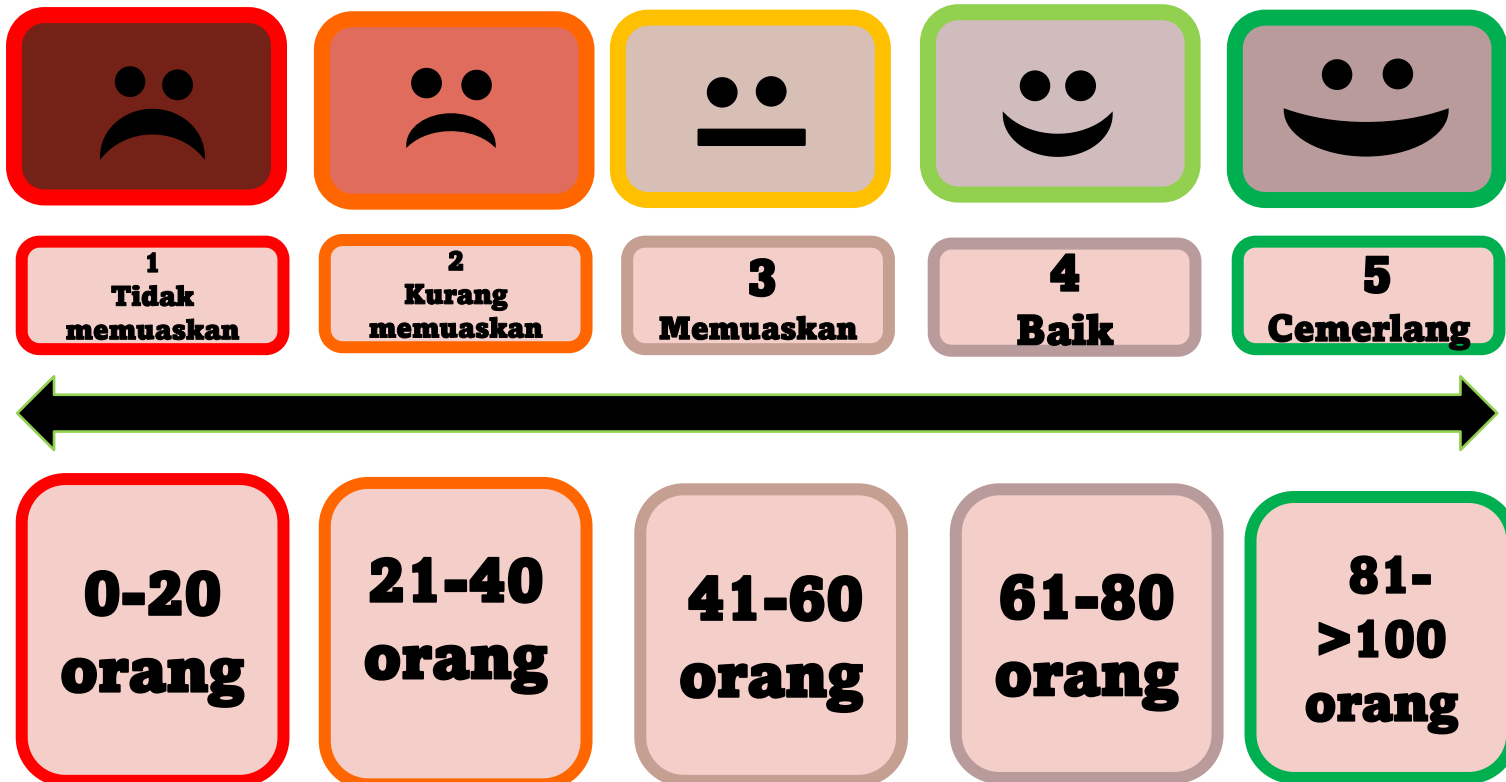 1
Tidak
memuaskan
2
Kurang
memuaskan
3
Memuaskan
4
Baik
5
Cemerlang
0-20
orang
21-40
orang
41-60
orang
61-80
orang
81-
>100
orang